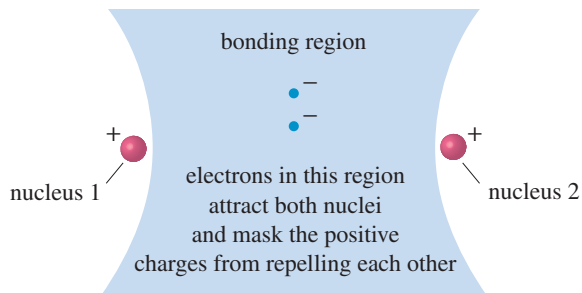 bonding region
−
−
+
+
nucleus 1
nucleus 2
electrons in this region
attract both nuclei
and mask the positive
charges from repelling each other